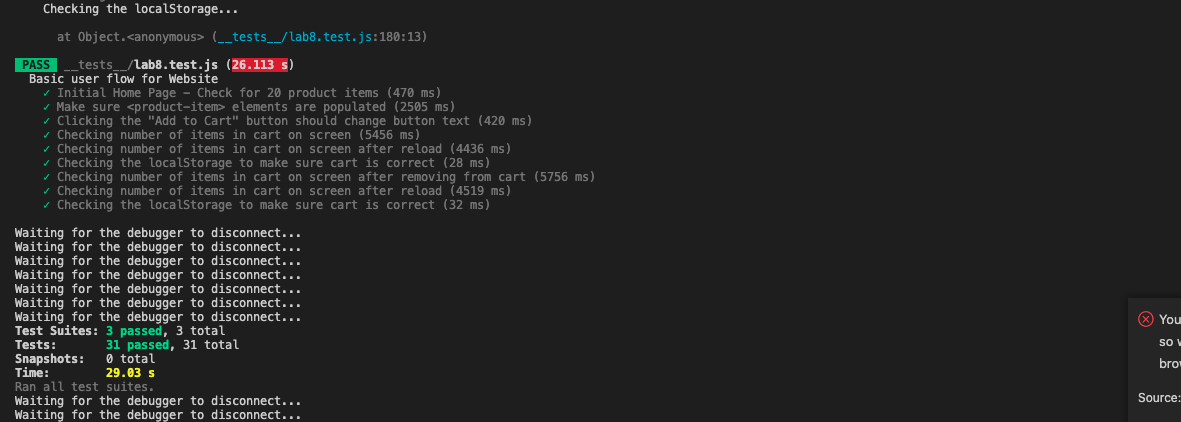 Checking the localStorage...
at Object.<anonymous> (__tests__/lab8.test.js:180:13)
PASS __tests__/lab8.test.js (26.113 s)
Basic user flow for Website
✓ Initial Home Page – Check for 20 product items (470 ms)
✓ Make sure <product-item> elements are populated (2505 ms)
✓ Clicking the "Add to Cart" button should change button text (420 ms)
✓ Checking number of items in cart on screen (5456 ms)
✓ Checking number of items in cart on screen after reload (4436 ms)
✓ Checking the localStorage to make sure cart is correct (28 ms)
✓ Checking number of items in cart on screen after removing from cart (5756 ms)
✓ Checking number of items in cart on screen after reload (4519 ms)
✓ Checking the localStorage to make sure cart is correct (32 ms)
Waiting for the debugger to disconnect...
Waiting for the debugger to disconnect...
Waiting for the debugger to disconnect...
Waiting for the debugger to disconnect...
Waiting for the debugger to disconnect...
Waiting for the debugger to disconnect...
Waiting for the debugger to disconnect...
Test Suites: 3 passed, 3 total
Tests: 31 passed, 31 total
Snapshots: 0 total
Time: 29.03 s
Ran all test suites.
Waiting for the debugger to disconnect...
Waiting for the debugger to disconnect...
You
so w
brow
Source: